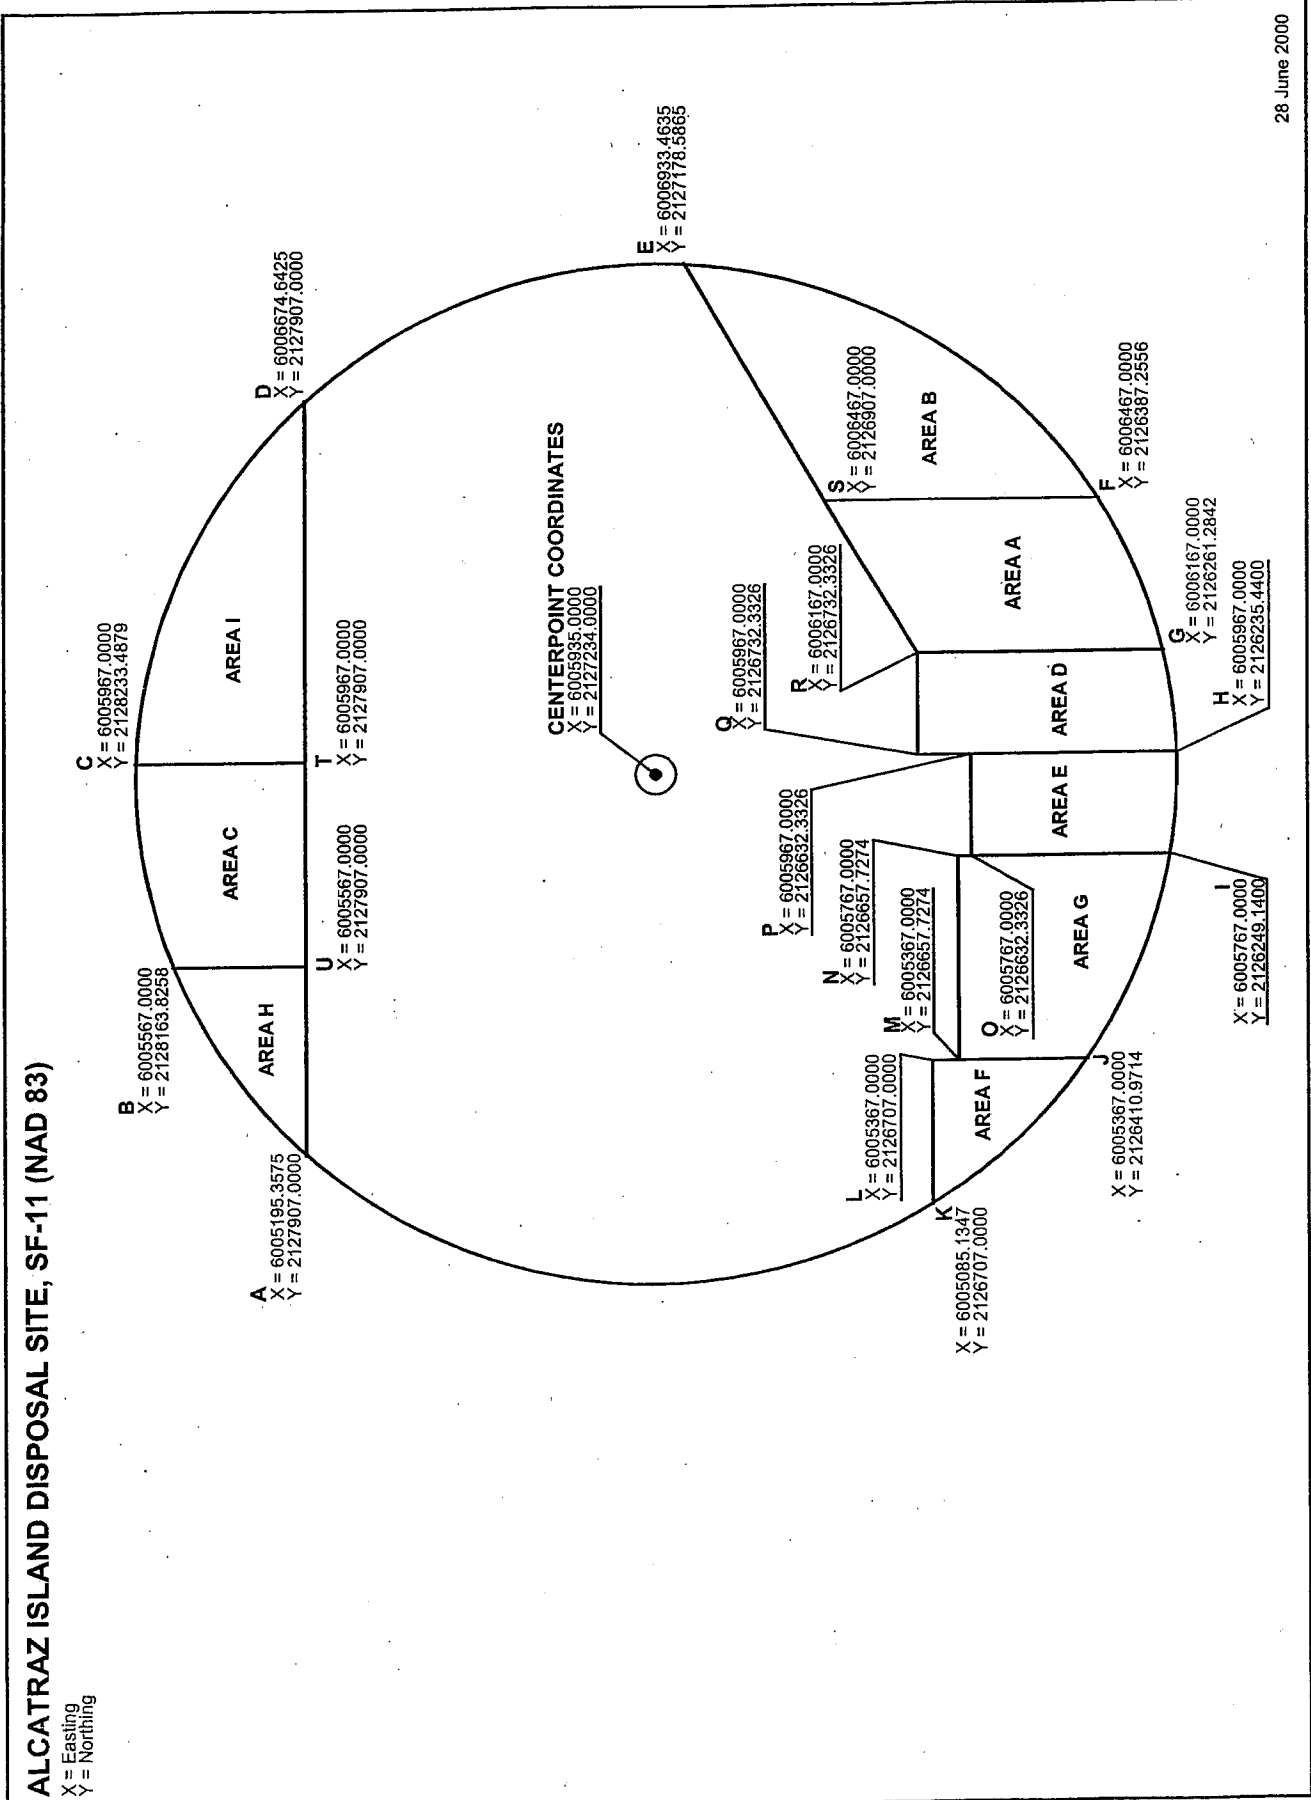 ALCATRAZ ISLAND DISPOSAL SITE, SF-11 (NAD 83)
X = Easting
Y = Northing
A
X = 6005195.3575
Y = 2127907.0000
B
X = 6005567.0000
Y = 2128163.8258
C
X = 6005967.0000
Y = 2128233.4879
D
X = 6006674.6425
Y = 2127907.0000
AREA H
AREA C
AREA I
U
X = 6005567.0000
Y = 2127907.0000
T
X = 6005967.0000
Y = 2127907.0000
CENTERPOINT COORDINATES
X = 6005935.0000
Y = 2127234.0000
E
X = 6006933.4635
Y = 2127178.5865
Q
X = 6005967.0000
Y = 2126732.3326
R
X = 6006167.0000
Y = 2126732.3326
S
X = 6006467.0000
Y = 2126907.0000
P
X = 6005967.0000
Y = 2126632.3326
N
X = 6005767.0000
Y = 2126657.7274
L
X = 6005367.0000
Y = 2126707.0000
M
X = 6005367.0000
Y = 2126657.7274
K
X = 6005085.1347
Y = 2126707.0000
O
X = 6005767.0000
Y = 2126632.3326
AREA F
AREA G
AREA E
AREA D
AREA A
AREA B
J
X = 6005367.0000
Y = 2126410.9714
F
X = 6006467.0000
Y = 2126387.2556
G
X = 6006167.0000
Y = 2126261.2842
H
X = 6005967.0000
Y = 2126235.4400
I
X = 6005767.0000
Y = 2126249.1400
28 June 2000